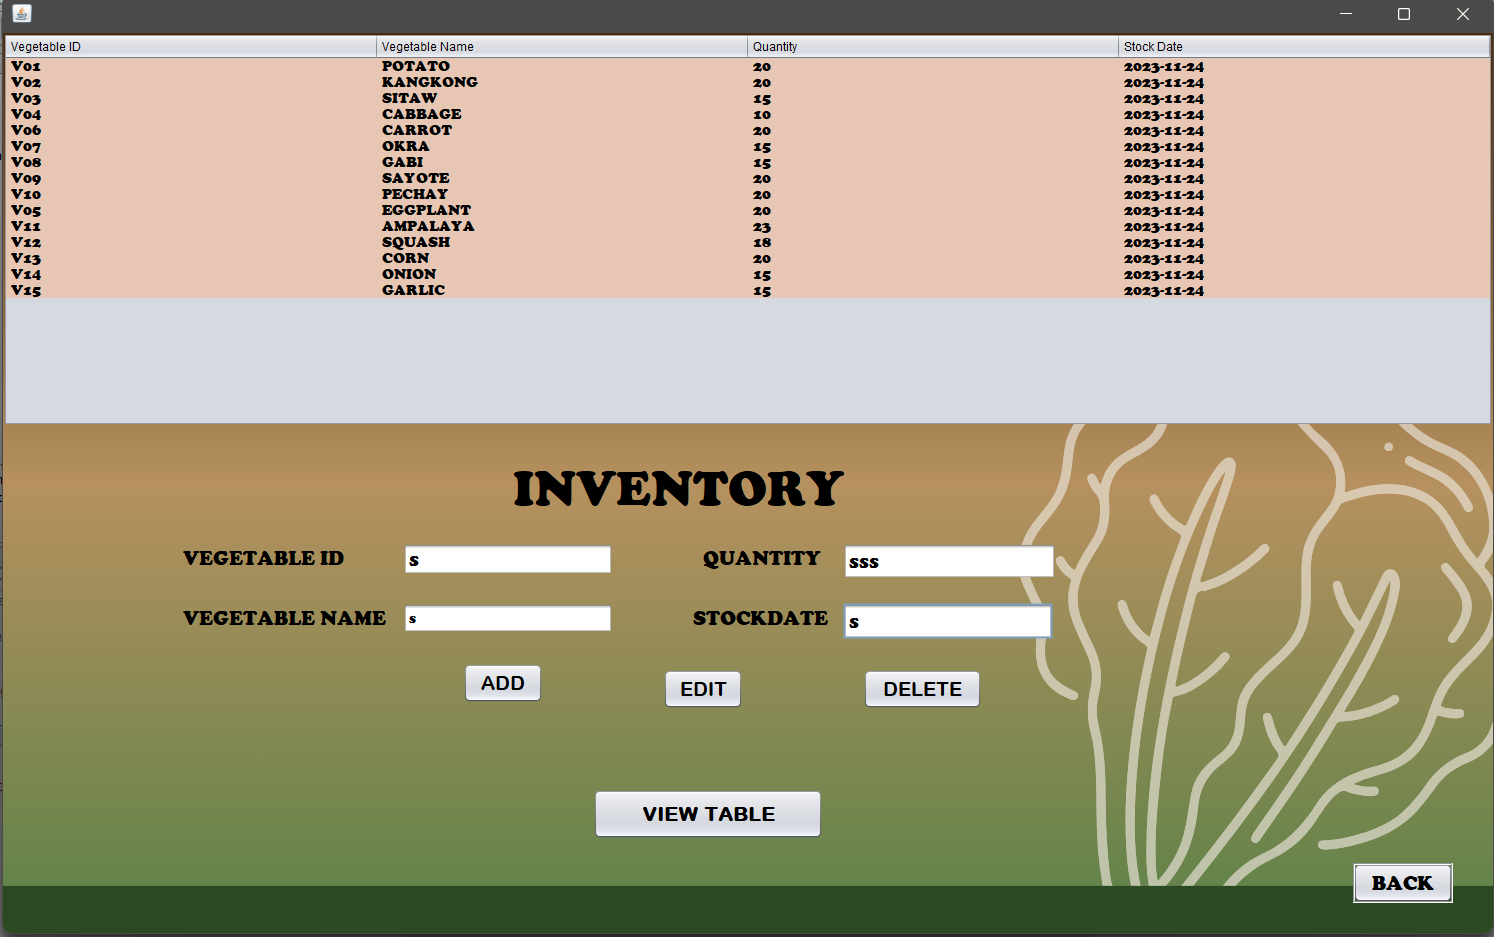 Vegetable ID Vegetable Name Quantity Stock Date
V01 POTATO 20 2023-11-24
V02 KANGKONG 20 2023-11-24
V03 SITAW 15 2023-11-24
V04 CABBAGE 10 2023-11-24
V06 CARROT 20 2023-11-24
V07 OKRA 15 2023-11-24
V08 GABI 15 2023-11-24
V09 SAYOTE 20 2023-11-24
V10 PECHAY 20 2023-11-24
V05 EGGPLANT 20 2023-11-24
V11 AMPALAYA 23 2023-11-24
V12 SQUASH 18 2023-11-24
V13 CORN 20 2023-11-24
V14 ONION 15 2023-11-24
V15 GARLIC 15 2023-11-24
INVENTORY
VEGETABLE ID s QUANTITY sss
VEGETABLE NAME s STOCKDATE s
ADD EDIT DELETE
VIEW TABLE
BACK